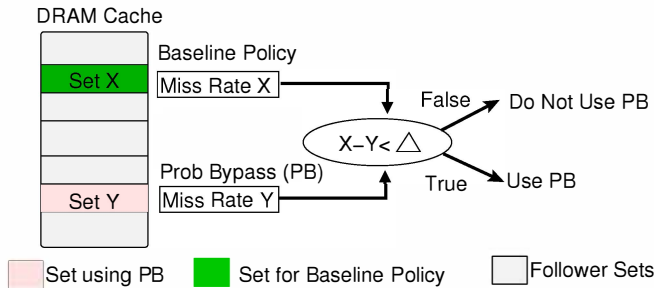 DRAM Cache
Baseline Policy
Set X
Miss Rate X
False
Do Not Use PB
X–Y< △
Prob Bypass (PB)
True
Use PB
Set Y
Miss Rate Y
Set using PB
Set for Baseline Policy
Follower Sets